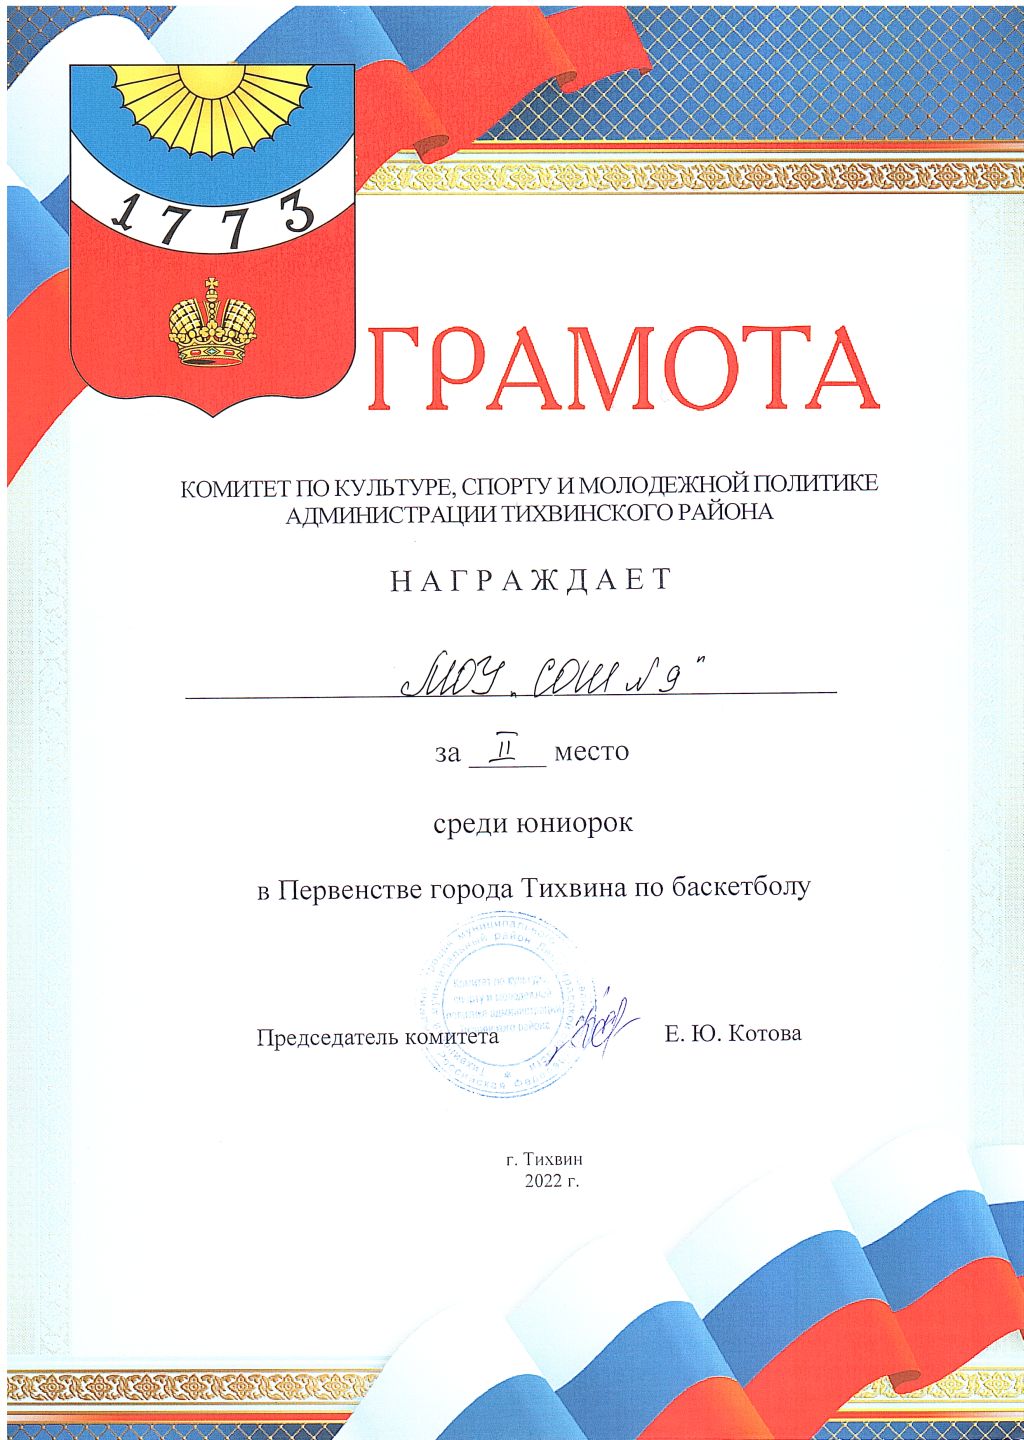 1773
ГРАМОТА
КОМИТЕТ ПО КУЛЬТУРЕ, СПОРТУ И МОЛОДЕЖНОЙ ПОЛИТИКЕ
АДМИНИСТРАЦИИ ТИХВИНСКОГО РАЙОНА
НАГРАЖДАЕТ
МОУ „СОШ №9"
за II место
среди юниорок
в Первенстве города Тихвина по баскетболу
Председатель комитета Е. Ю. Котова
г. Тихвин
2022 г.